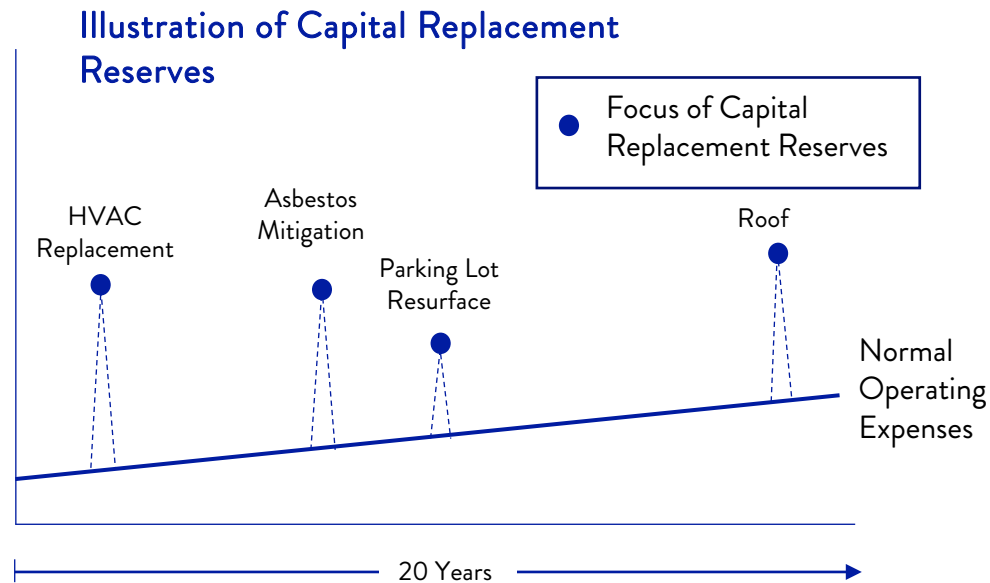 Illustration of Capital Replacement
Reserves
Focus of Capital
Replacement Reserves
HVAC
Replacement
Asbestos
Mitigation
Parking Lot
Resurface
Roof
Normal
Operating
Expenses
20 Years